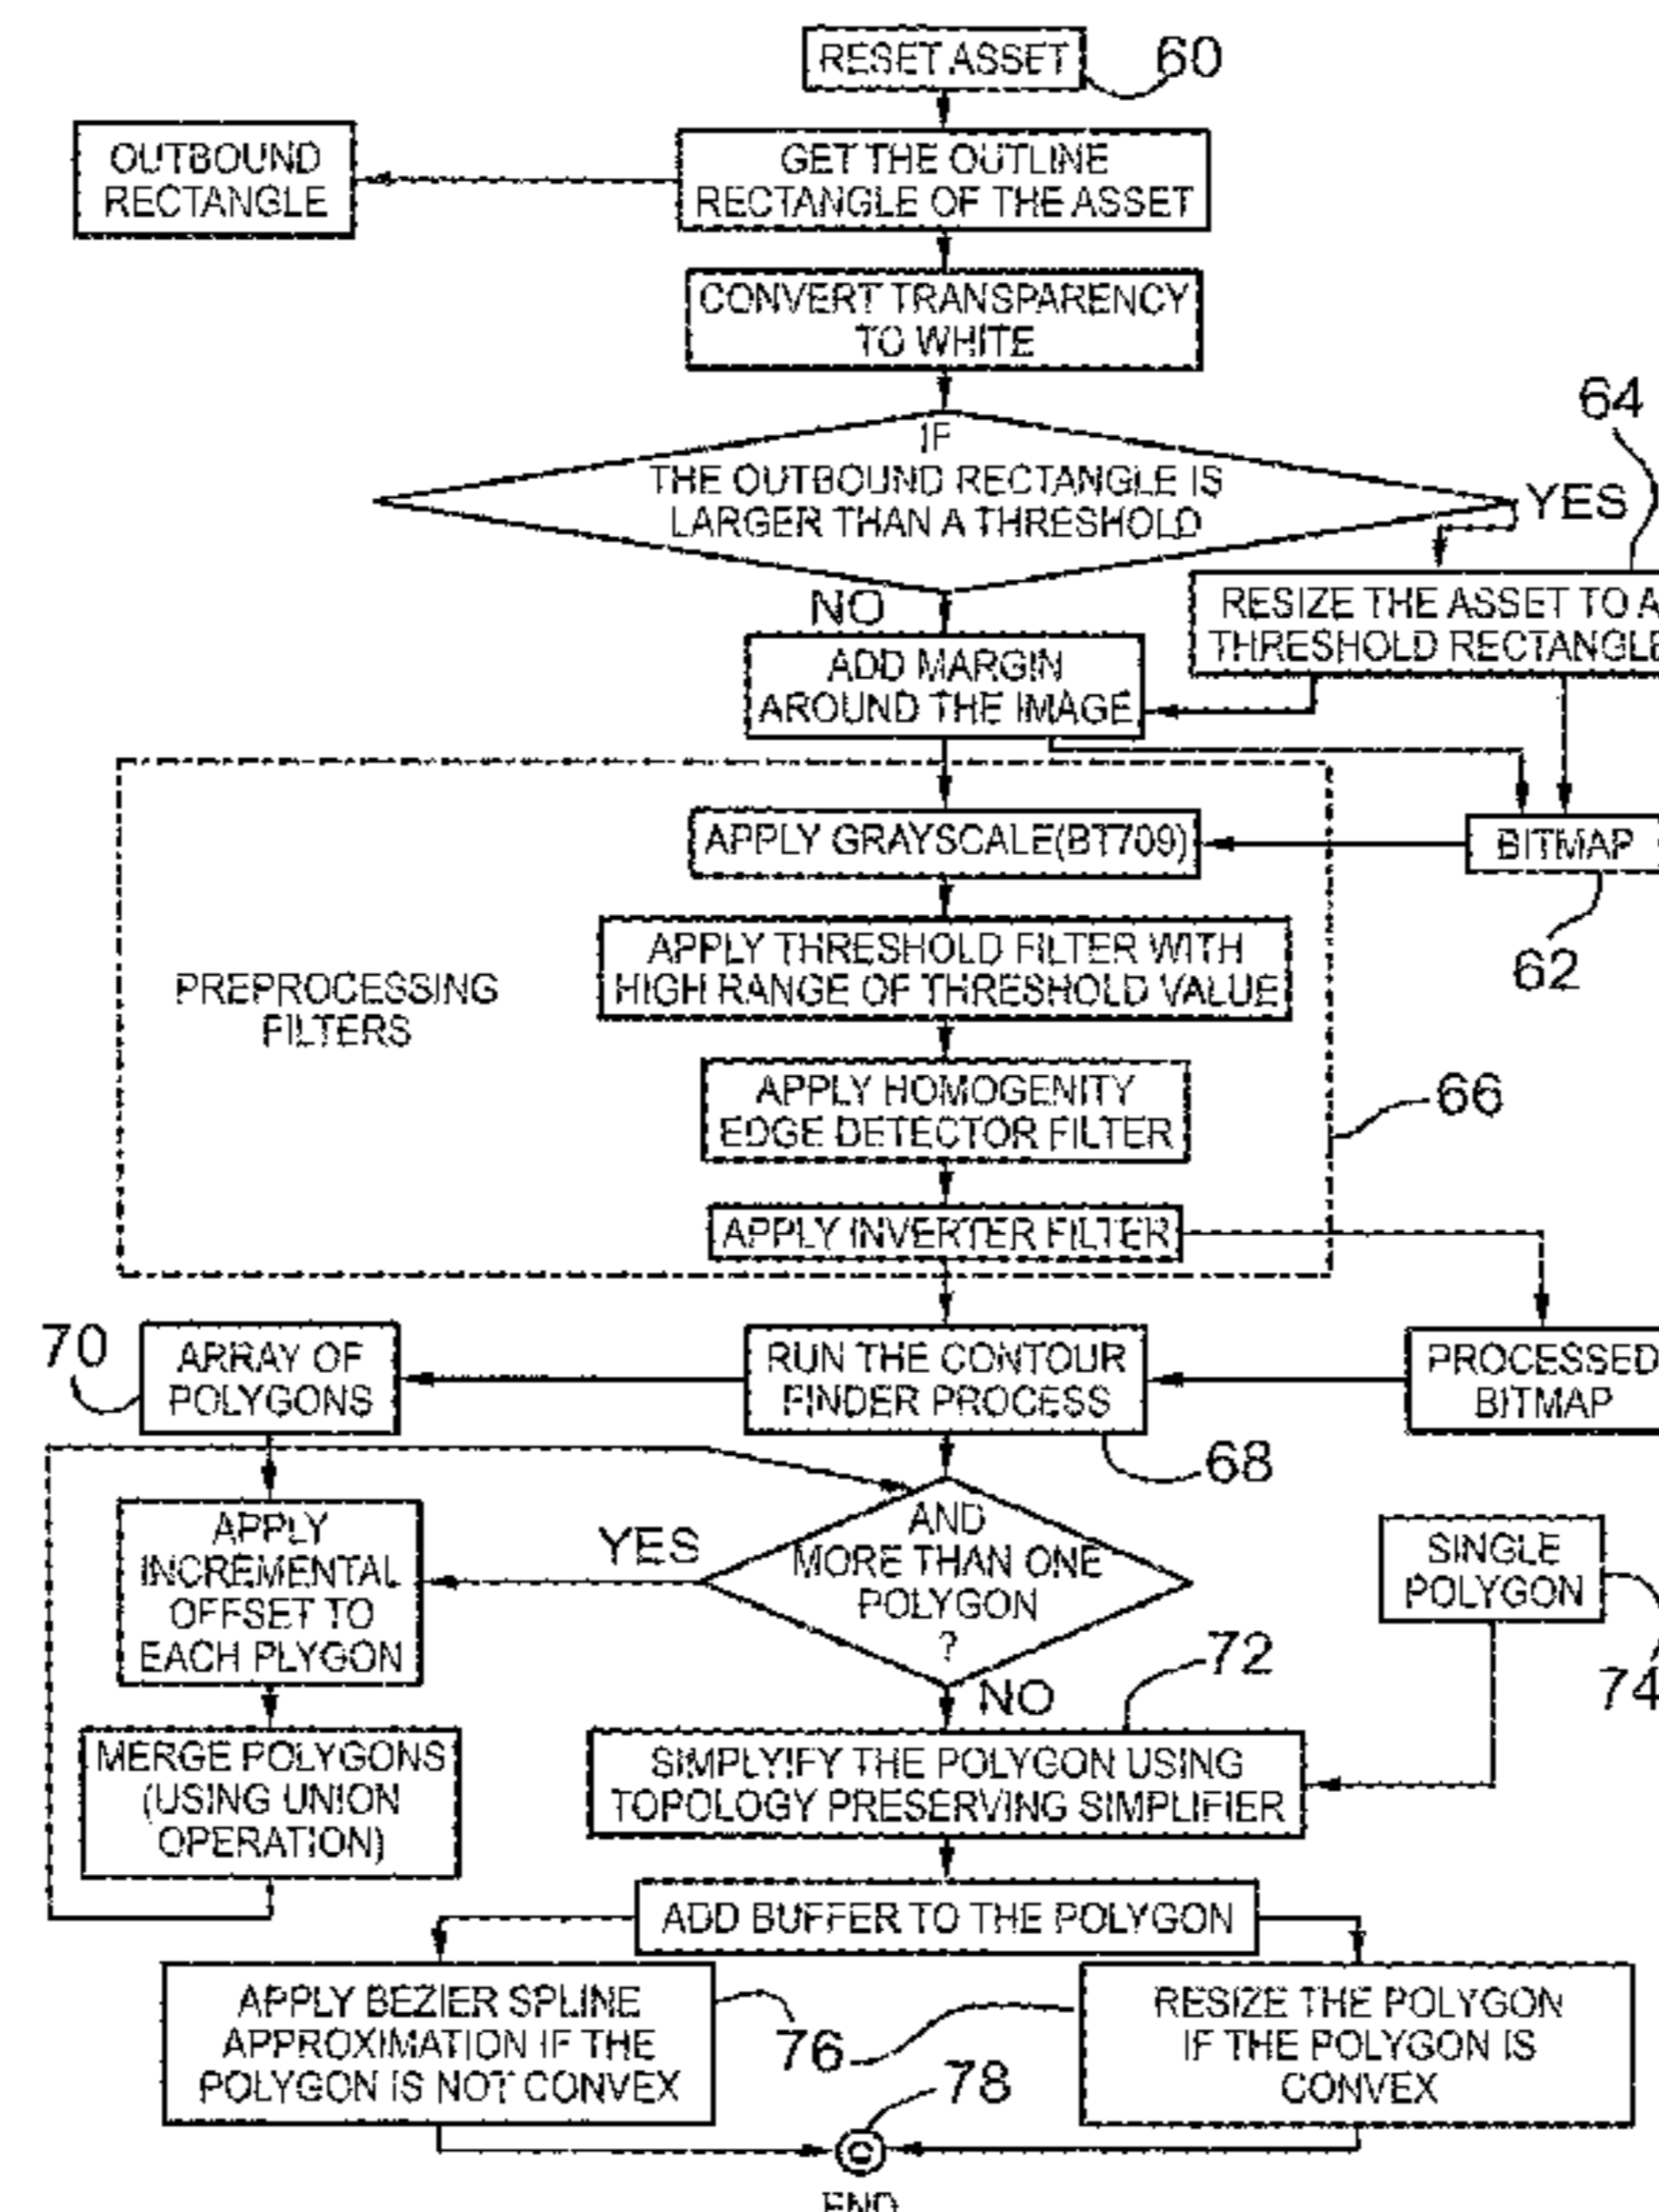 RESET ASSET
60
OUTBOUND
RECTANGLE
GET THE OUTLINE
RECTANGLE OF THE ASSET
CONVERT TRANSPARENCY
TO WHITE
64
IF
THE OUTBOUND RECTANGLE IS
LARGER THAN A THRESHOLD
YES
NO
RESIZE THE ASSET TO A
THRESHOLD RECTANGLE
ADD MARGIN
AROUND THE IMAGE
APPLY GRAYSCALE(BT709)
BITMAP
62
PREPROCESSING
FILTERS
APPLY THRESHOLD FILTER WITH
HIGH RANGE OF THRESHOLD VALUE
APPLY HOMOGENITY
EDGE DETECTOR FILTER
66
APPLY INVERTER FILTER
70
ARRAY OF
POLYGONS
RUN THE CONTOUR
FINDER PROCESS
68
PROCESSED
BITMAP
APPLY
INCREMENTAL
OFFSET TO
EACH PLYGON
YES
AND
MORE THAN ONE
POLYGON
?
NO
SINGLE
POLYGON
74
72
MERGE POLYGONS
(USING UNION
OPERATION)
SIMPLYIFY THE POLYGON USING
TOPOLOGY PRESERVING SIMPLIFIER
ADD BUFFER TO THE POLYGON
APPLY BEZIER SPLINE
APPROXIMATION IF THE
POLYGON IS NOT CONVEX
76
RESIZE THE POLYGON
IF THE POLYGON IS
CONVEX
78
END